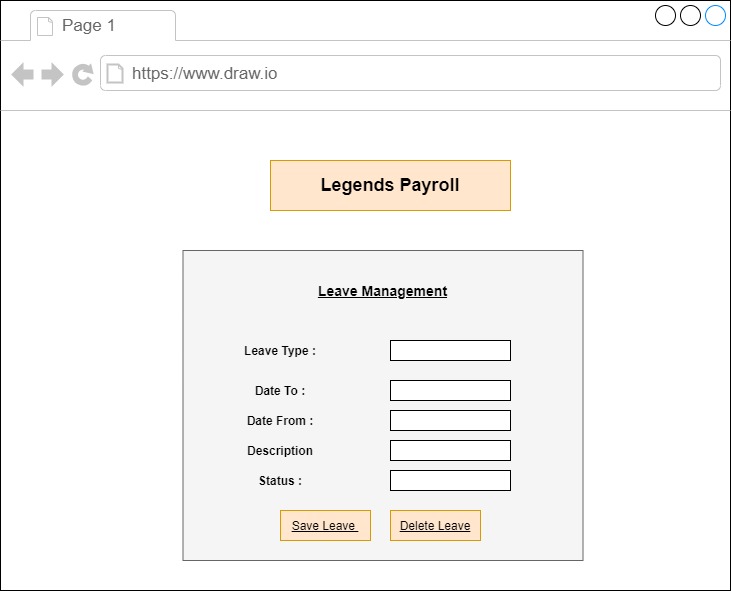 Page 1
https://www.draw.io
Legends Payroll
Leave Management
Leave Type :
Date To :
Date From :
Description
Status :
Save Leave
Delete Leave